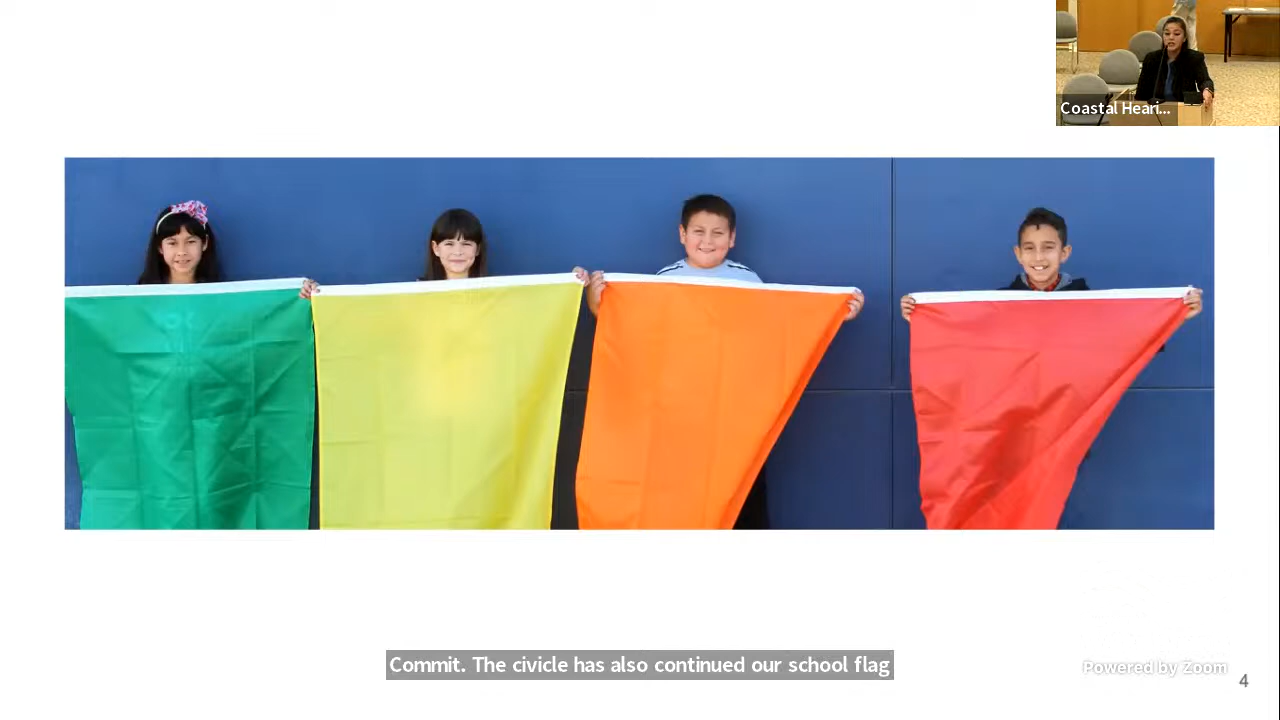 Coastal Heari...
Commit. The civicle has also continued our school flag
Powered by Zoom
4